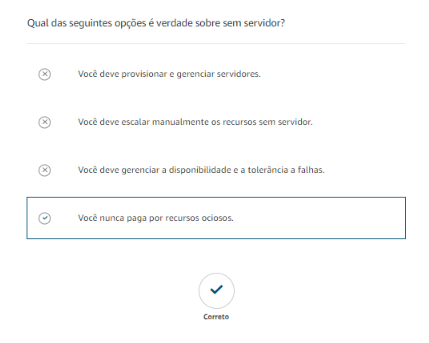 Qual das seguintes opções é verdade sobre sem servidor?
Você deve provisionar e gerenciar servidores.
Você deve escalar manualmente os recursos sem servidor.
Você deve gerenciar a disponibilidade e a tolerância a falhas.
Você nunca paga por recursos ociosos.
Correto